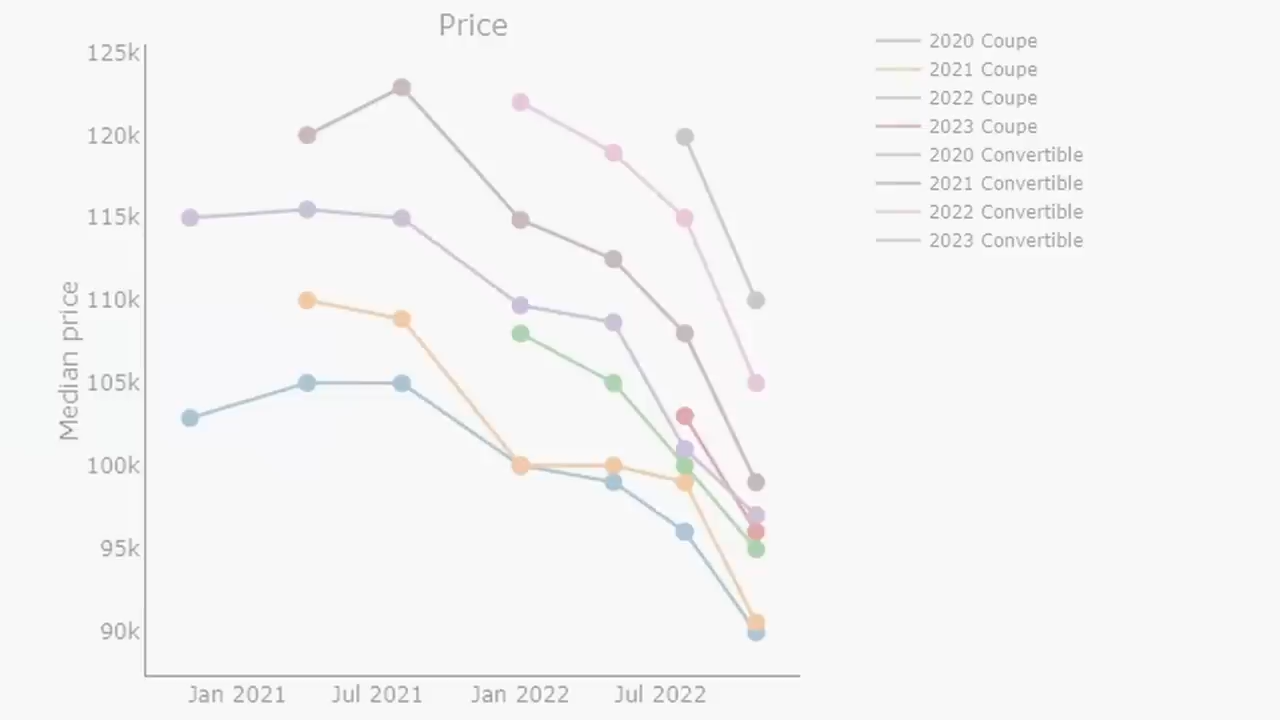 Price
125k
120k
115k
110k
105k
100k
95k
90k
Median price
Jan 2021
Jul 2021
Jan 2022
Jul 2022
2020 Coupe
2021 Coupe
2022 Coupe
2023 Coupe
2020 Convertible
2021 Convertible
2022 Convertible
2023 Convertible